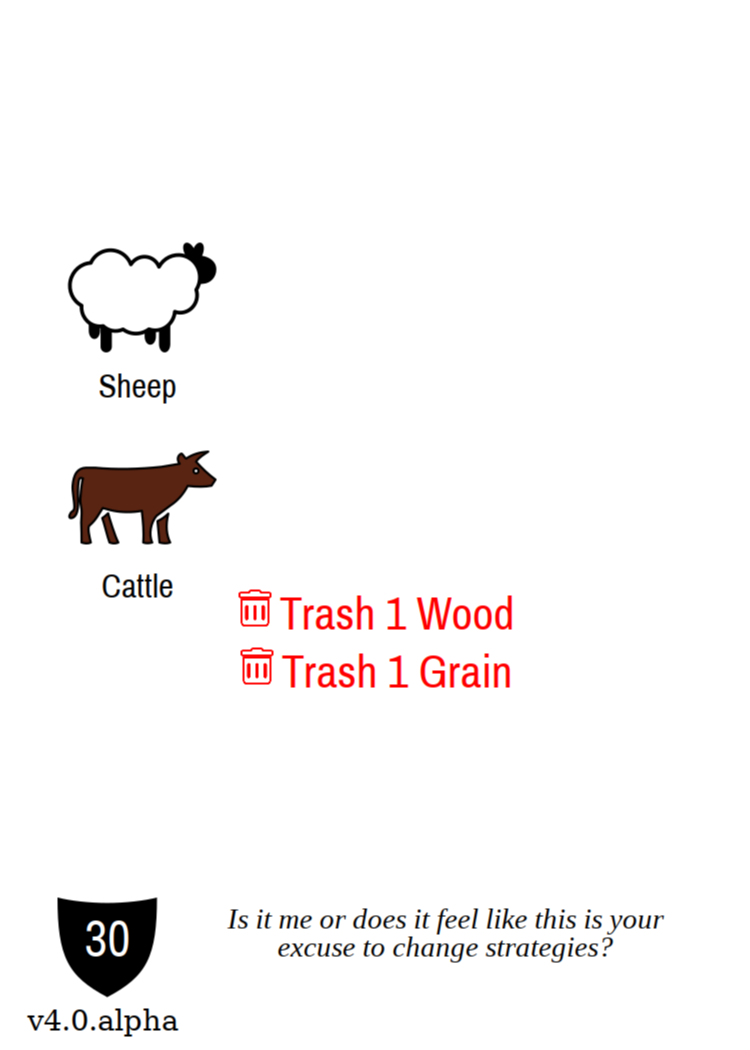 Sheep
Cattle
Trash 1 Wood
Trash 1 Grain
30
Is it me or does it feel like this is your
excuse to change strategies?
v4.0.alpha